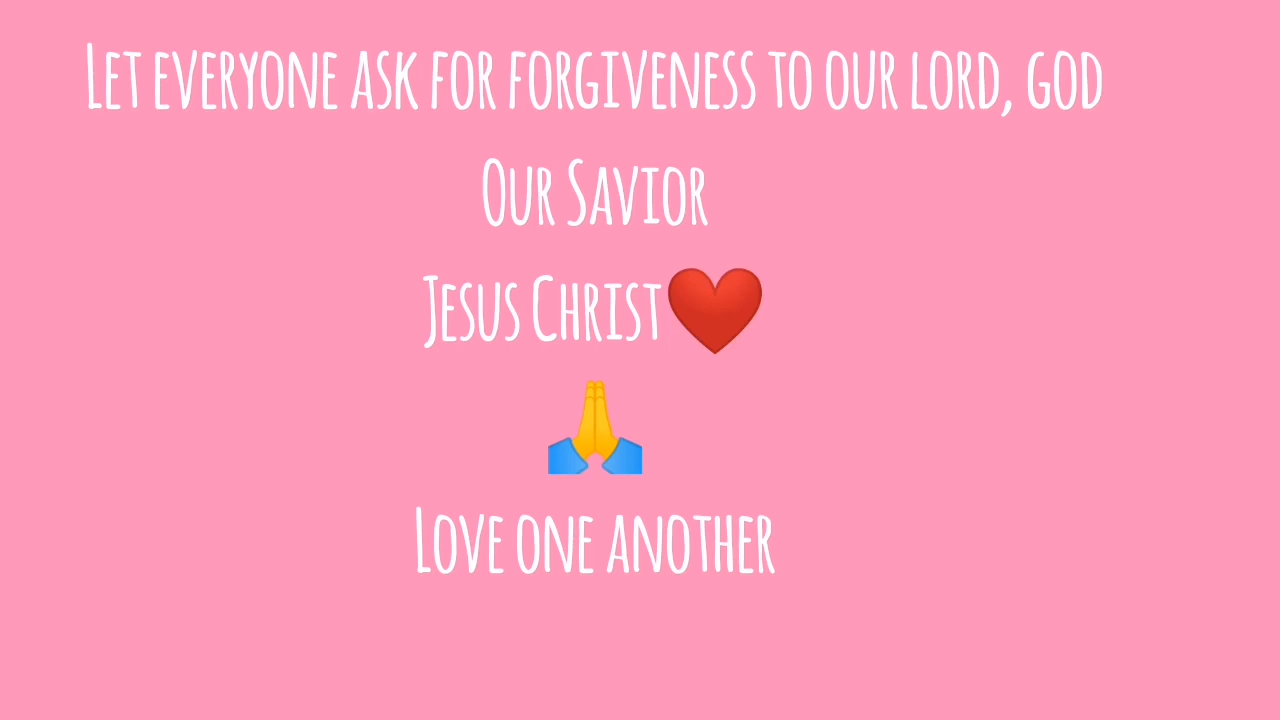 Let everyone ask for forgiveness to our lord, god
Our Savior
Jesus Christ❤️
🙏
Love one another